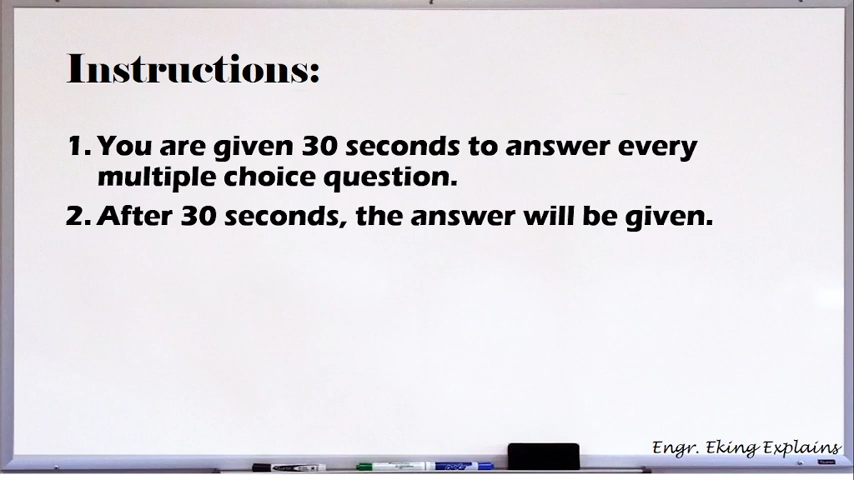 Instructions:
1. You are given 30 seconds to answer every
multiple choice question.
2. After 30 seconds, the answer will be given.
Engr. Eking Explains